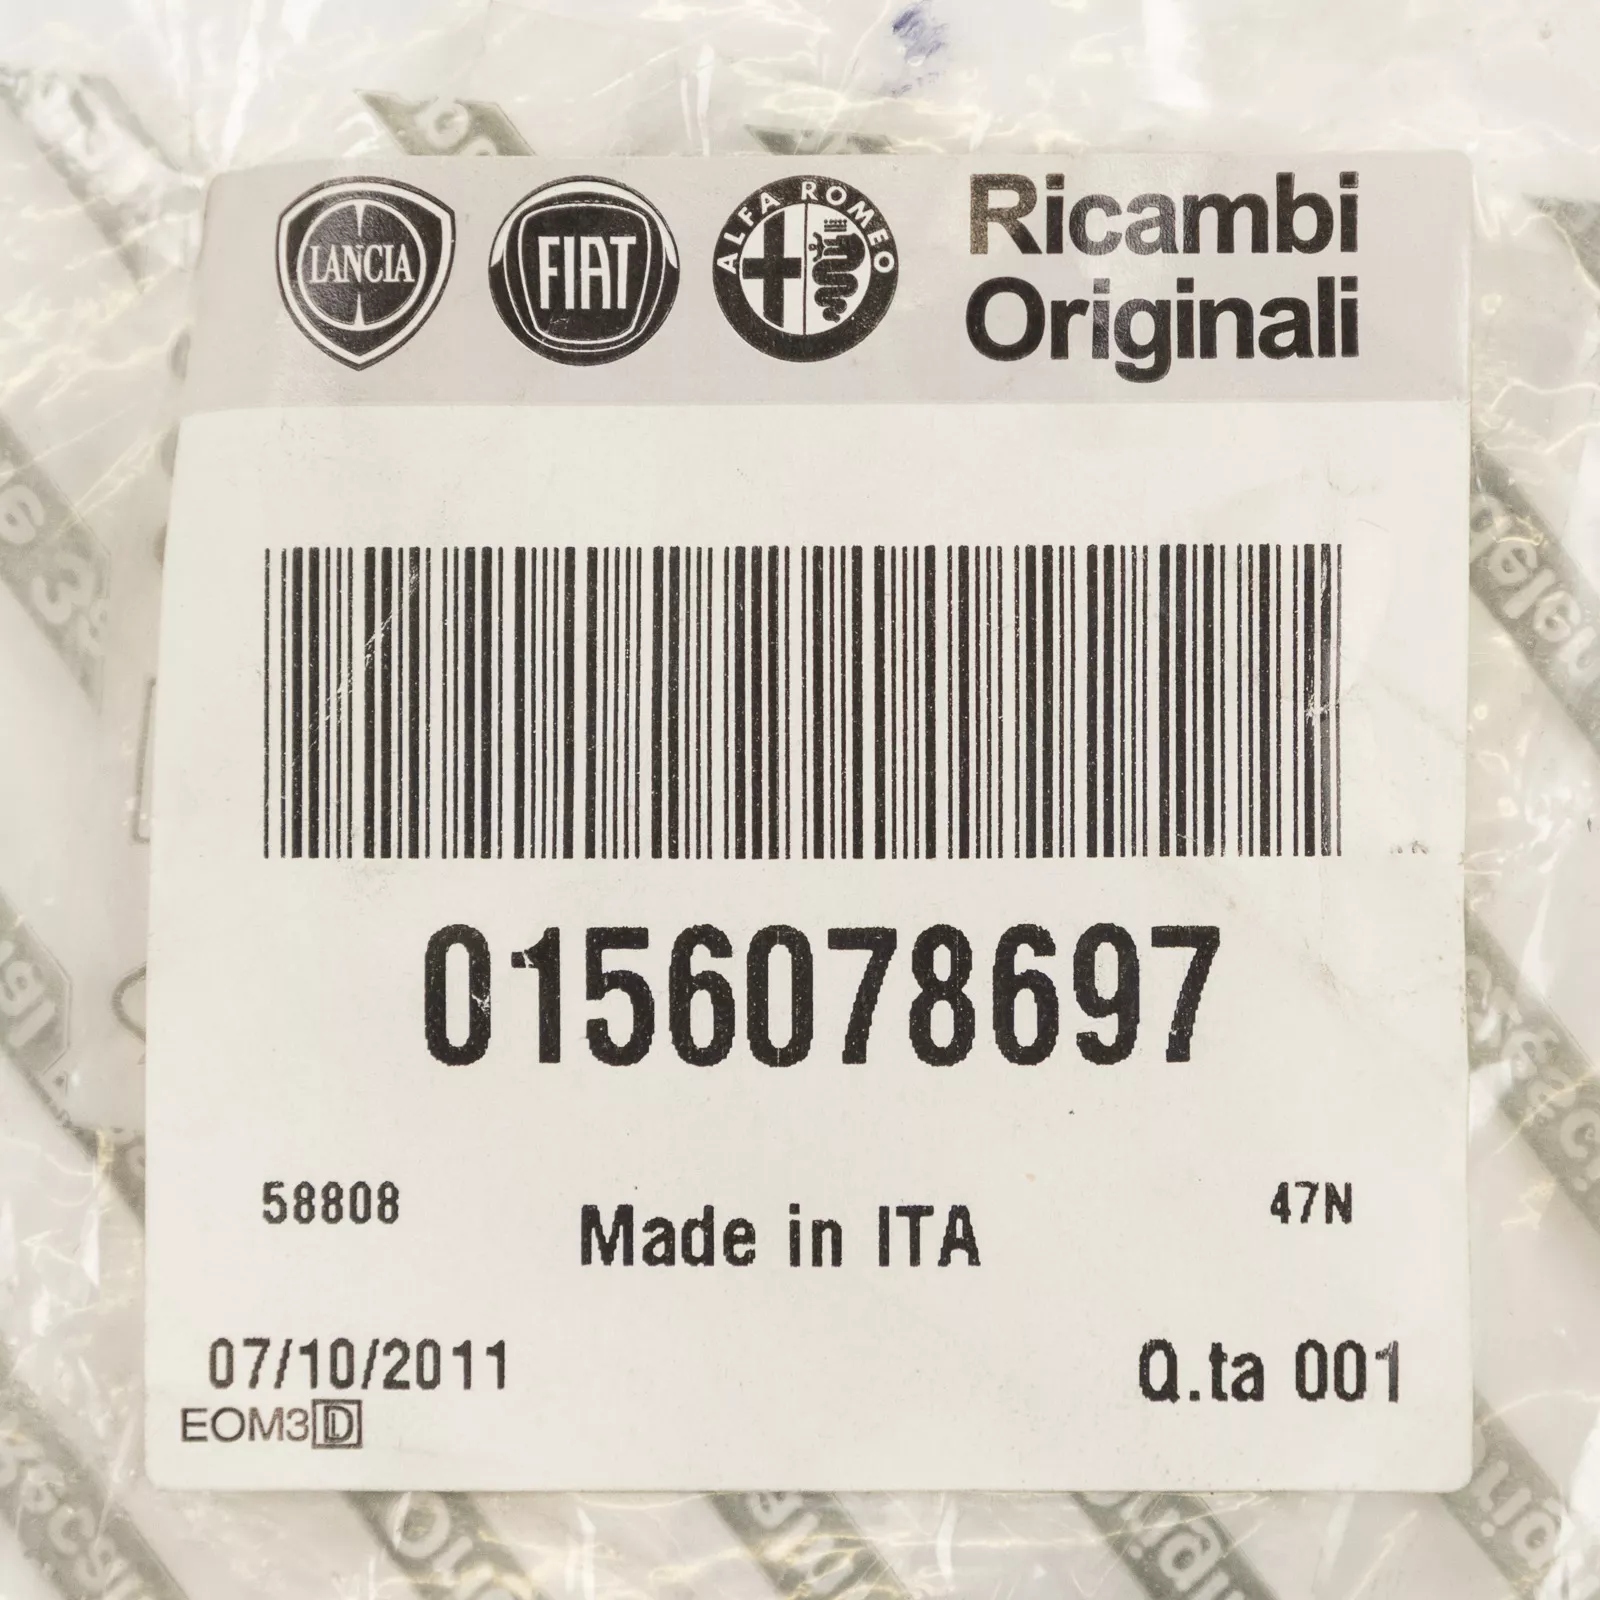 LANCIA
FIAT
ALFA ROMEO
Ricambi
Originali
0156078697
58808
Made in ITA
47N
07/10/2011
Q.ta 001
EOM3D